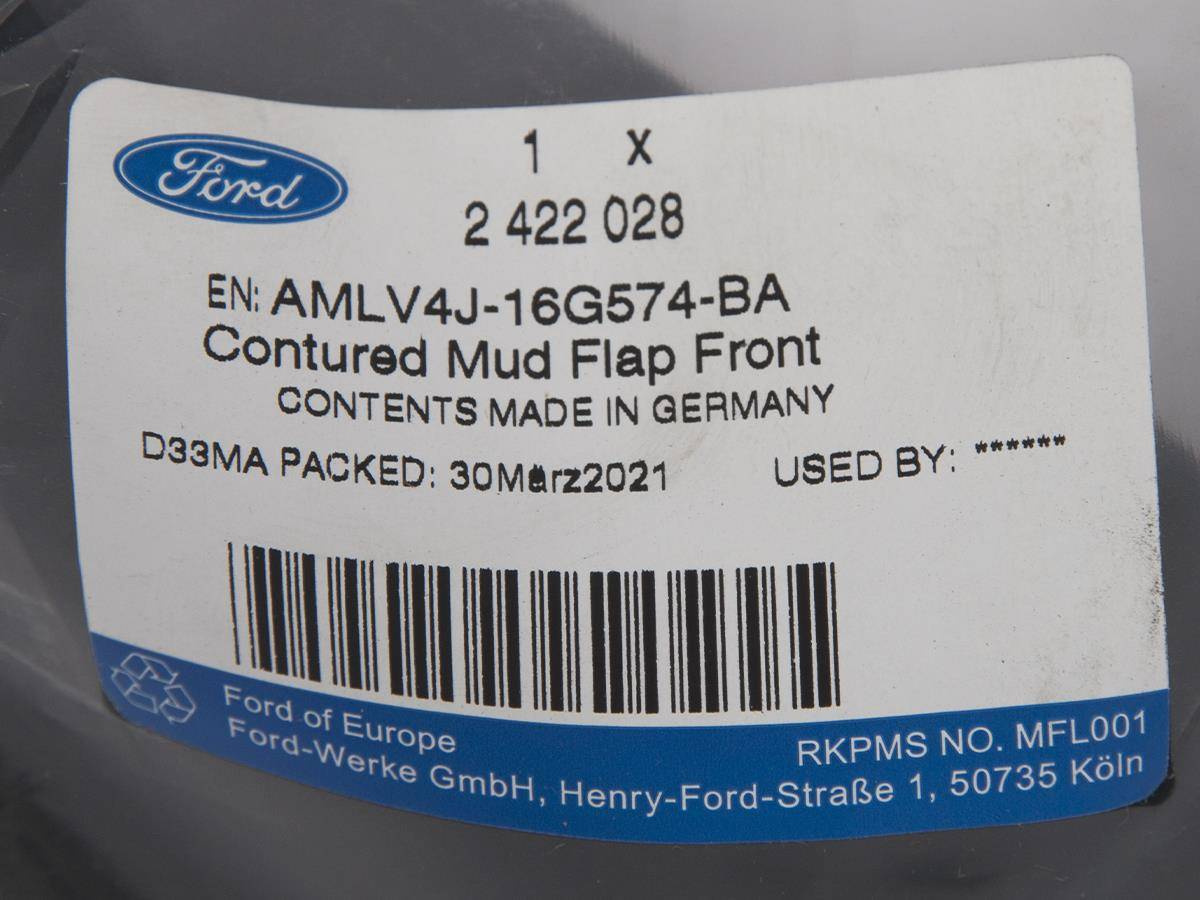 Ford
1 X
2 422 028
EN: AMLV4J-16G574-BA
Contured Mud Flap Front
CONTENTS MADE IN GERMANY
D33MA PACKED: 30März2021 USED BY: ******
Ford of Europe
RKPMS NO. MFL001
Ford-Werke GmbH, Henry-Ford-Straße 1, 50735 Köln